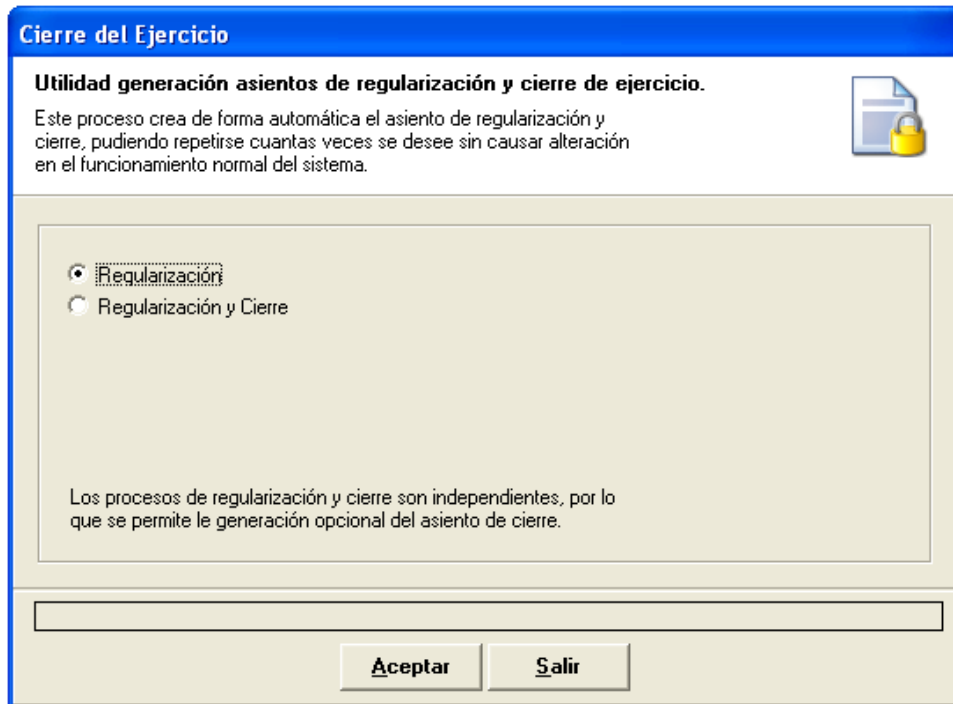 Cierre del Ejercicio
Utilidad generación asientos de regularización y cierre de ejercicio.
Este proceso crea de forma automática el asiento de regularización y
cierre, pudiendo repetirse cuantas veces se desee sin causar alteración
en el funcionamiento normal del sistema.
Regularización
Regularización y Cierre
Los procesos de regularización y cierre son independientes, por lo
que se permite le generación opcional del asiento de cierre.
Aceptar
Salir